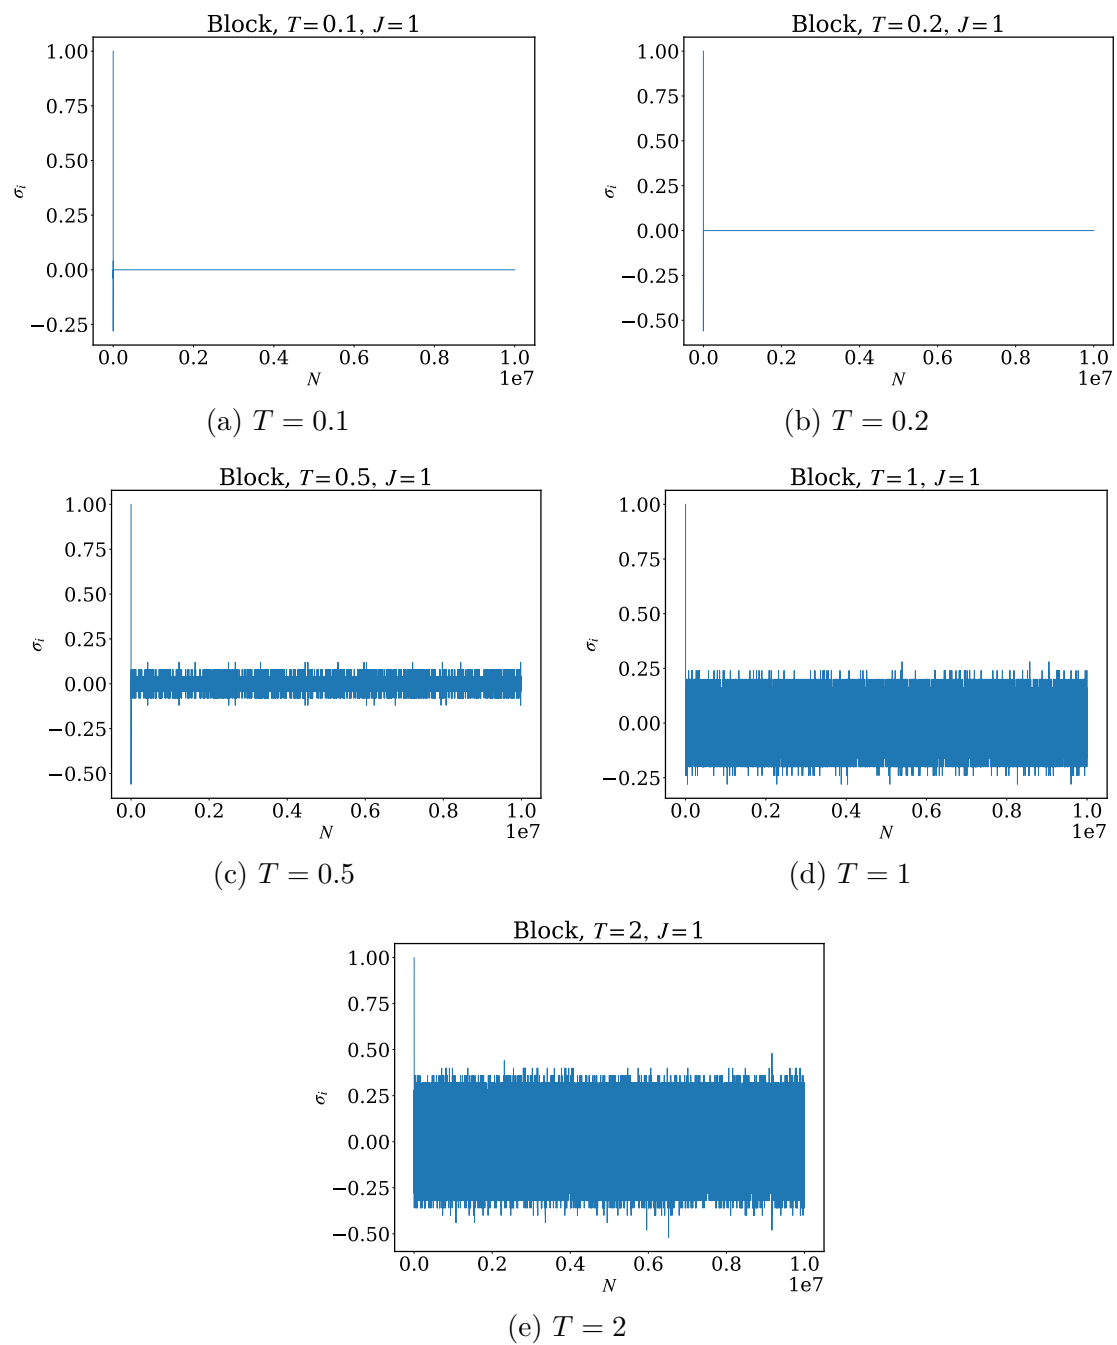 Block, T=0.1, J=1
1.00
0.75
0.50
0.25
0.00
−0.25
σᵢ
0.0 0.2 0.4 0.6 0.8 1.0
1e7
N
(a) T = 0.1
Block, T=0.2, J=1
1.00
0.75
0.50
0.25
0.00
−0.25
−0.50
σᵢ
0.0 0.2 0.4 0.6 0.8 1.0
1e7
N
(b) T = 0.2
Block, T=0.5, J=1
1.00
0.75
0.50
0.25
0.00
−0.25
−0.50
σᵢ
0.0 0.2 0.4 0.6 0.8 1.0
1e7
N
(c) T = 0.5
Block, T=1, J=1
1.00
0.75
0.50
0.25
0.00
−0.25
σᵢ
0.0 0.2 0.4 0.6 0.8 1.0
1e7
N
(d) T = 1
Block, T=2, J=1
1.00
0.75
0.50
0.25
0.00
−0.25
−0.50
σᵢ
0.0 0.2 0.4 0.6 0.8 1.0
1e7
N
(e) T = 2